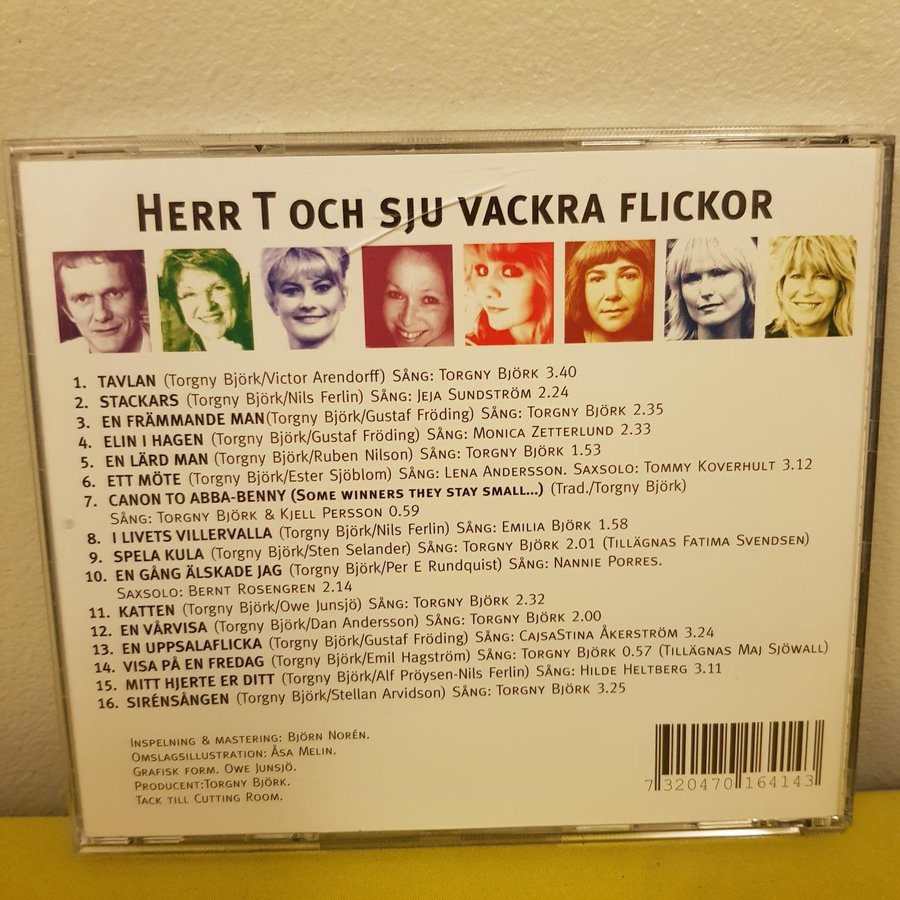 HERR T OCH SJU VACKRA FLICKOR
1. TAVLAN (Torgny Björk/Victor Arendorff) SÅNG: TORGNY BJÖRK 3.40
2. STACKARS (Torgny Björk/Nils Ferlin) SÅNG: JEJA SUNDSTRÖM 2.24
3. EN FRÄMMANDE MAN(Torgny Björk/Gustaf Fröding) SÅNG: TORGNY BJÖRK 2.35
4. ELIN I HAGEN (Torgny Björk/Gustaf Fröding) SÅNG: MONICA ZETTERLUND 2.33
5. EN LÄRD MAN (Torgny Björk/Ruben Nilson) SÅNG: TORGNY BJÖRK 1.53
6. ETT MÖTE (Torgny Björk/Ester Sjöblom) SÅNG: LENA ANDERSSON. SAXSOLO: TOMMY KOVERHULT 3.12
7. CANON TO ABBA-BENNY (SOME WINNERS THEY STAY SMALL...) (Trad./Torgny Björk)
SÅNG: TORGNY BJÖRK & KJELL PERSSON 0.59
8. I LIVETS VILLERVALLA (Torgny Björk/Nils Ferlin) SÅNG: EMILIA BJÖRK 1.58
9. SPELA KULA (Torgny Björk/Sten Selander) SÅNG: TORGNY BJÖRK 2.01 (TILLÄGNAS FATIMA SVENDSEN)
10. EN GÅNG ÄLSKADE JAG (Torgny Björk/Per E Rundquist) SÅNG: NANNIE PORRES.
SAXSOLO: BERNT ROSENGREN 2.14
11. KATTEN (Torgny Björk/Owe Junsjö) SÅNG: TORGNY BJÖRK 2.32
12. EN VÅRVISA (Torgny Björk/Dan Andersson) SÅNG: TORGNY BJÖRK 2.00
13. EN UPPSALAFLICKA (Torgny Björk/Gustaf Fröding) SÅNG: CAJSASTINA ÅKERSTRÖM 3.24
14. VISA PÅ EN FREDAG (Torgny Björk/Emil Hagström) SÅNG: TORGNY BJÖRK 0.57 (TILLÄGNAS MAJ SJÖWALL)
15. MITT HJERTE ER DITT (Torgny Björk/Alf Pröysen-Nils Ferlin) SÅNG: HILDE HELTBERG 3.11
16. SIRÉNSÅNGEN (Torgny Björk/Stellan Arvidson) SÅNG: TORGNY BJÖRK 3.25
INSPELNING & MASTERING: BJÖRN NORÉN.
OMSLAGSILLUSTRATION: ÅSA MELIN.
GRAFISK FORM. OWE JUNSJÖ.
PRODUCENT:TORGNY BJÖRK.
TACK TILL CUTTING ROOM.
7 320470 164143